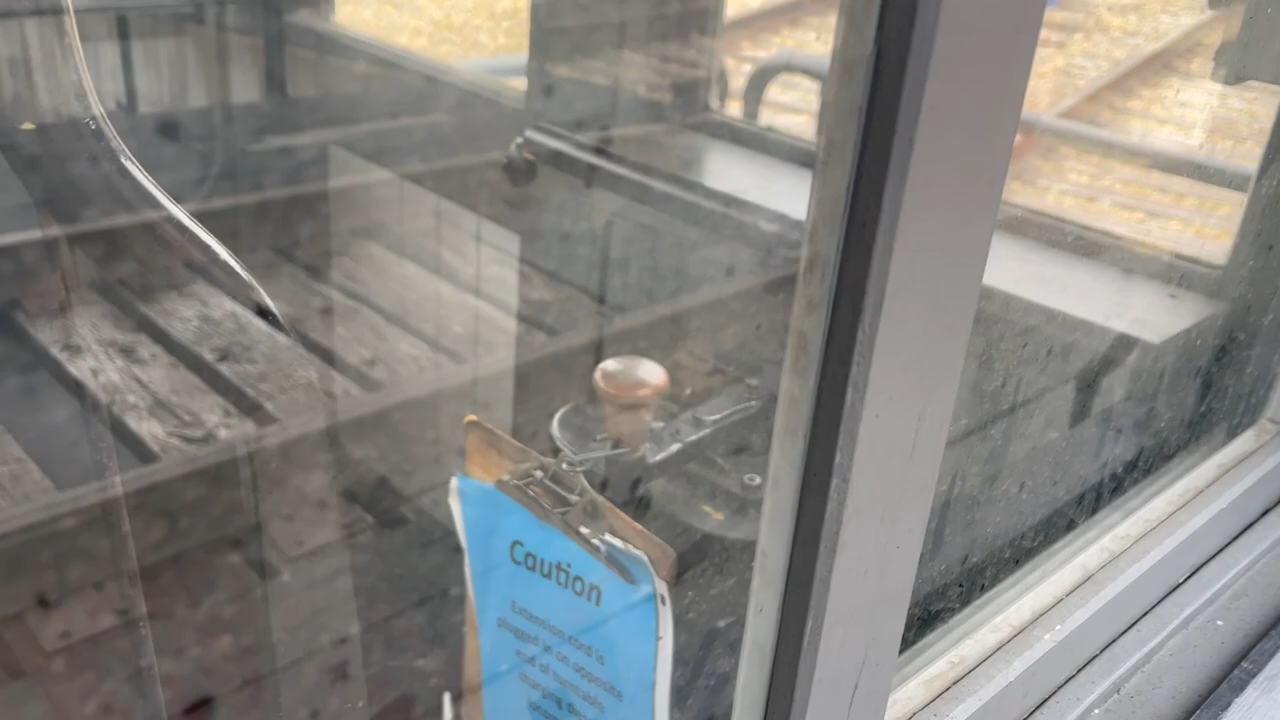 Caution
Extension cord is
plugged in on opposite
end of turntable